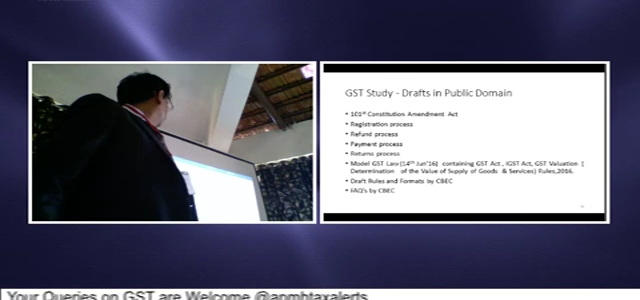 GST Study - Drafts in Public Domain
• 101st Constitution Amendment Act
• Registration process
• Refund process
• Payment process
• Returns process
• Model GST Law (14th Jun'16) containing GST Act , IGST Act, GST Valuation (
Determination of the Value of Supply of Goods & Services) Rules,2016.
• Draft Rules and Formats by CBEC
• FAQ's by CBEC
Your Queries on GST are Welcome @apmhtaxalerts